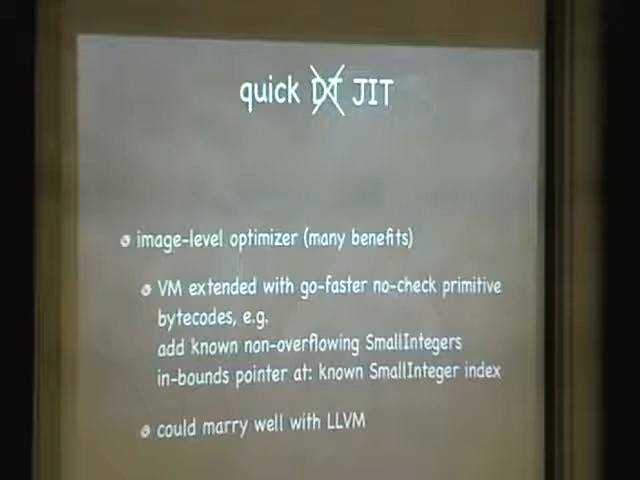 quick DT JIT
image-level optimizer (many benefits)
VM extended with go-faster no-check primitive
bytecodes, e.g.
add known non-overflowing SmallIntegers
in-bounds pointer at: known SmallInteger index
could marry well with LLVM